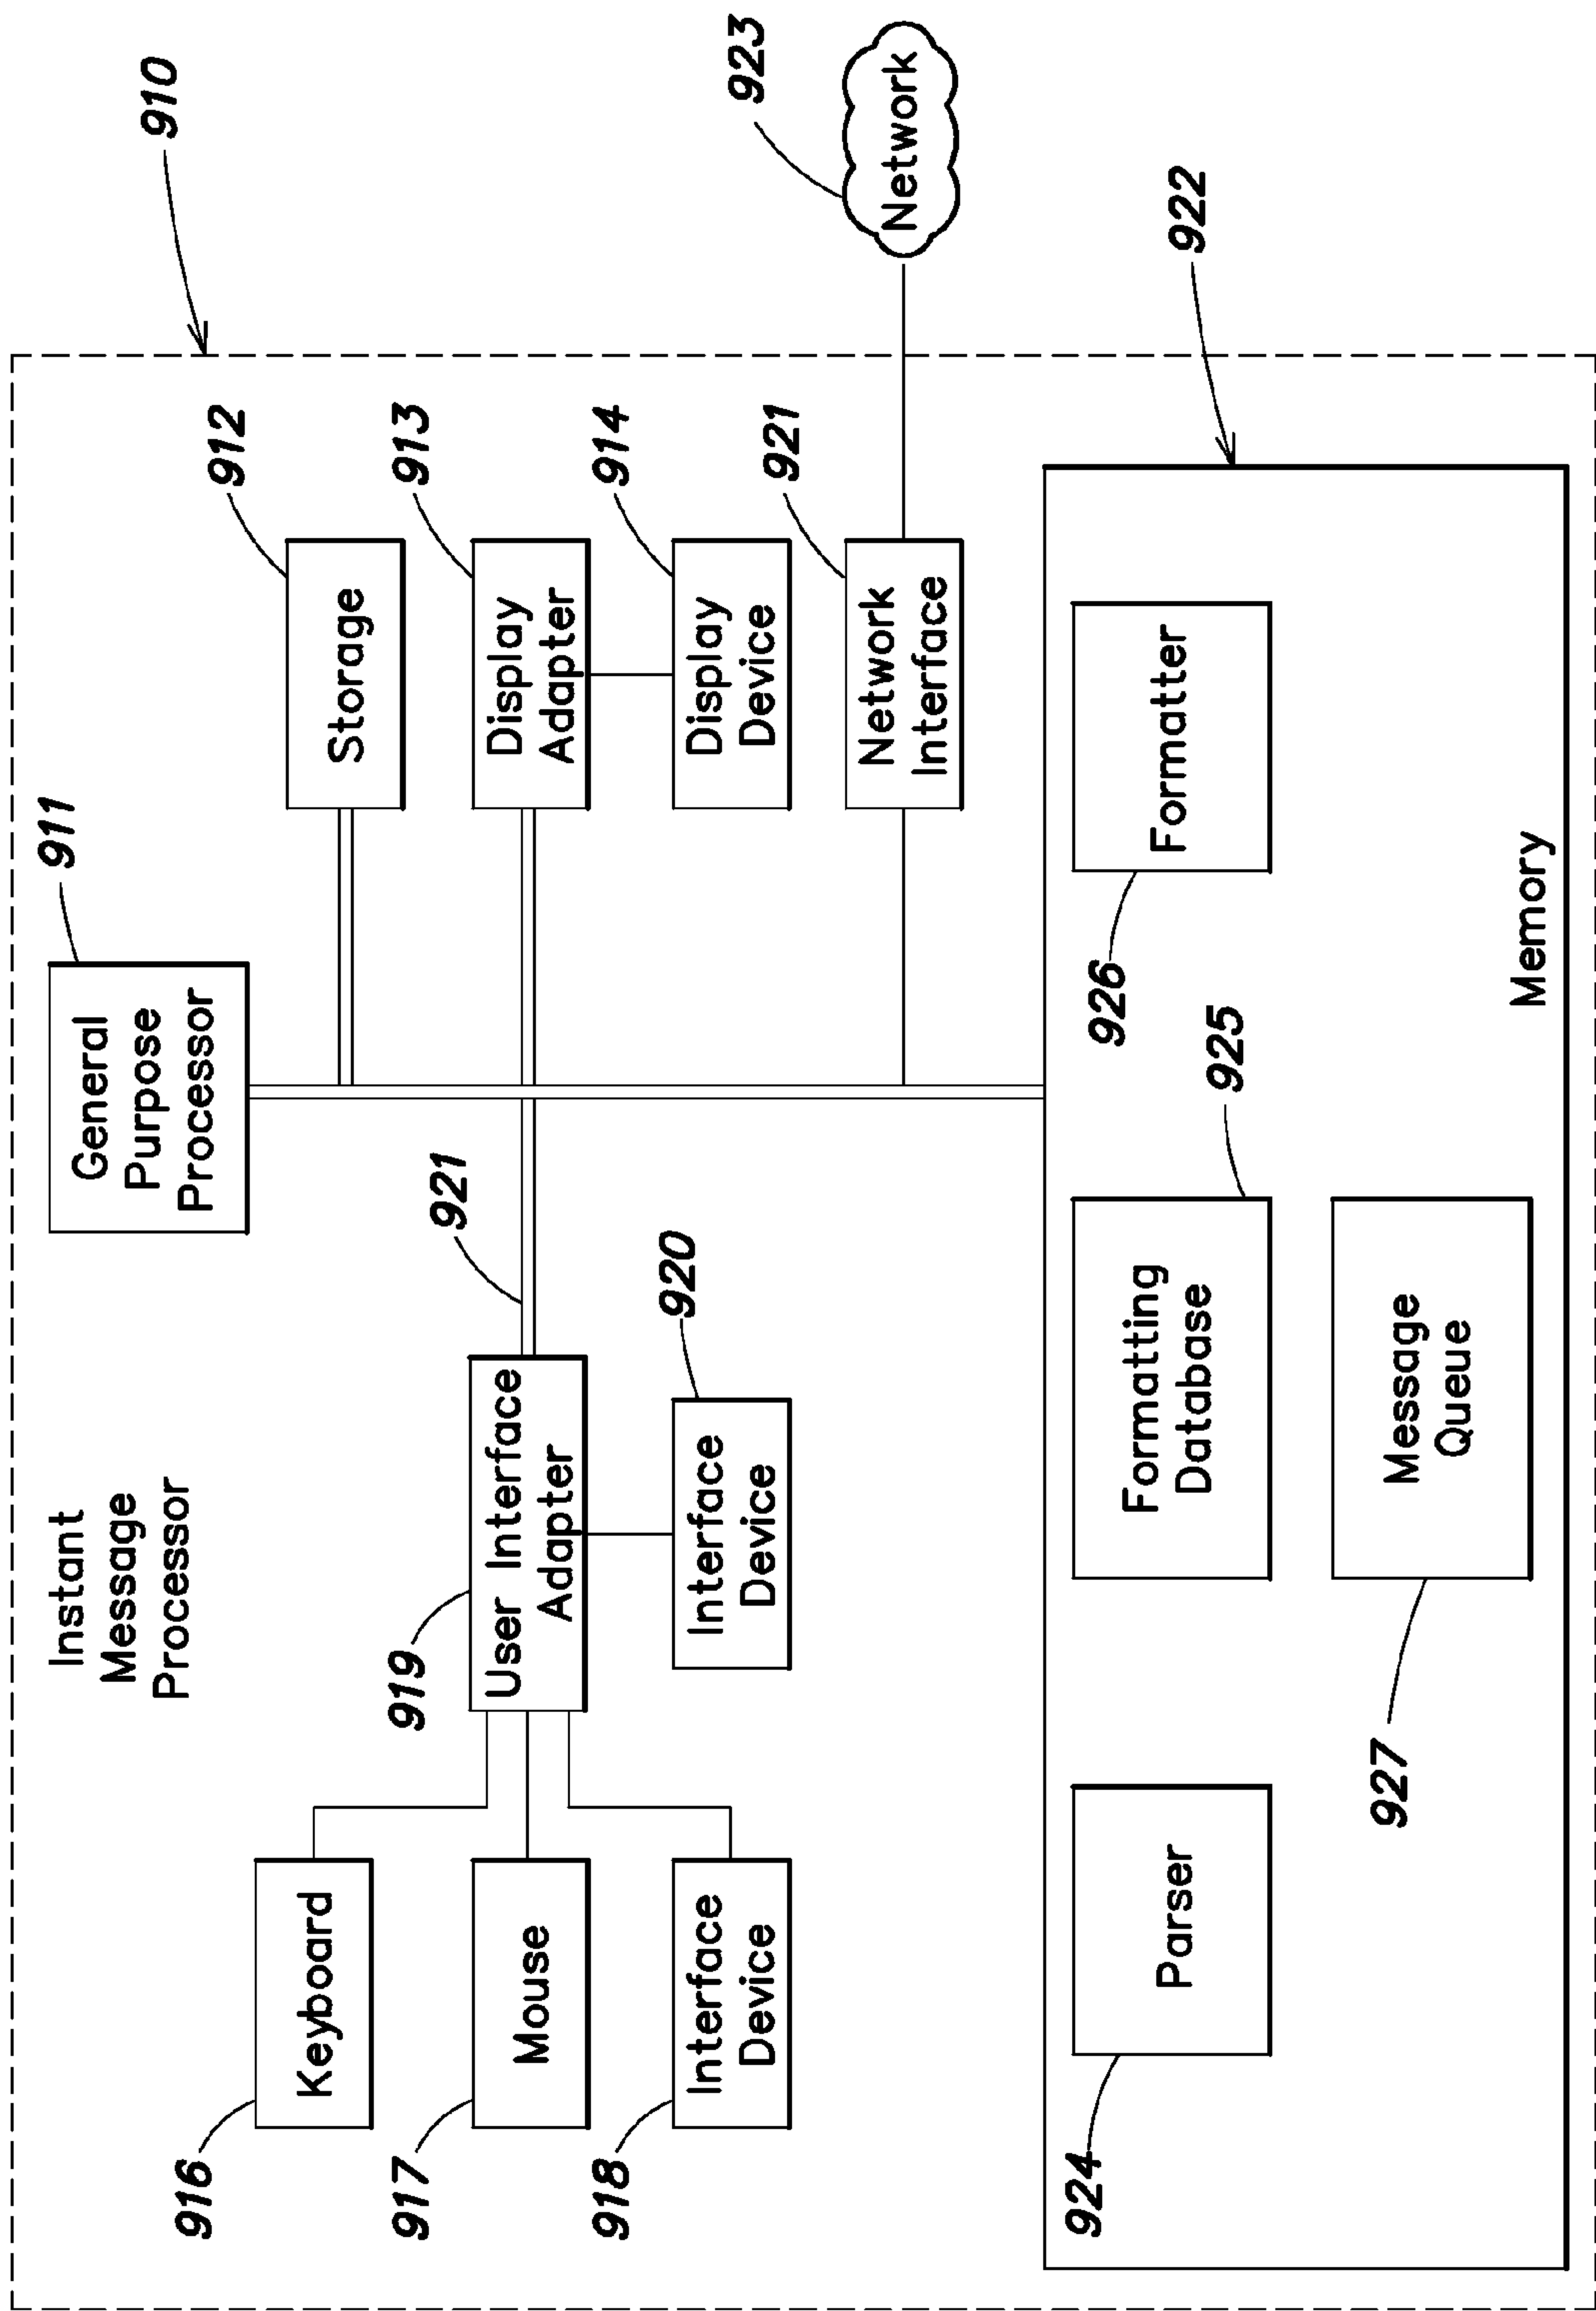 910
Instant
Message
Processor
General
Purpose
Processor
911
916
Keyboard
912
Storage
919
921
913
917
Mouse
User Interface
Adapter
Display
Adapter
918
Interface
Device
920
Interface
Device
914
Display
Device
921
Network
Interface
923
Network
922
924
Parser
925
Formatting
Database
926
Formatter
927
Message
Queue
Memory